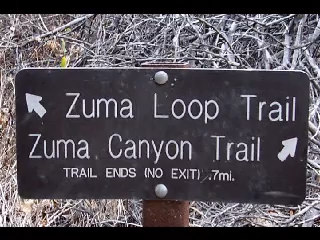 Zuma Loop Trail
Zuma Canyon Trail
TRAIL ENDS (NO EXIT) .7mi.